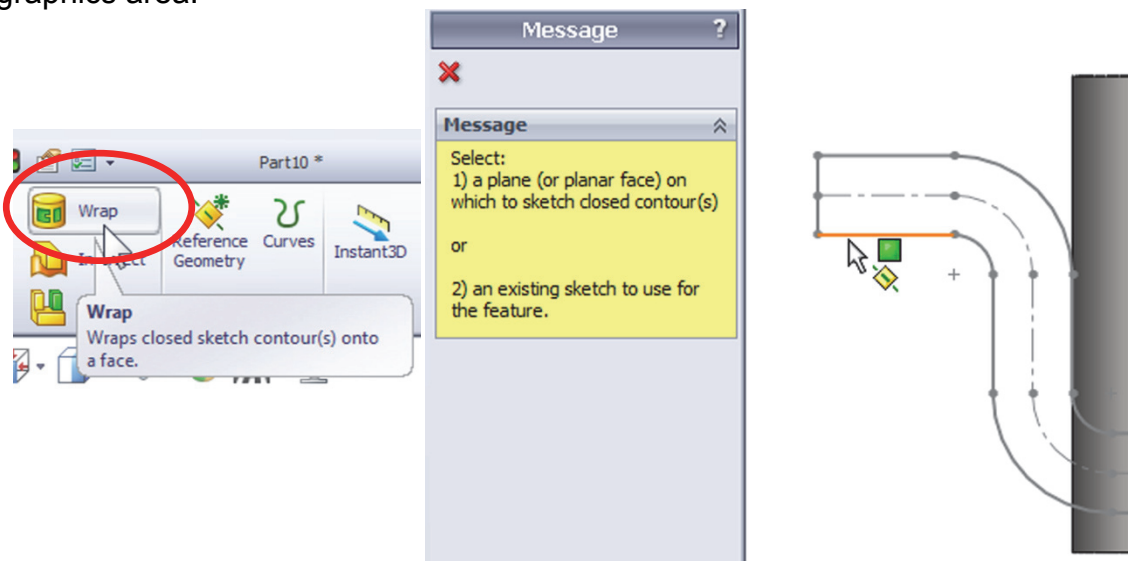 graphics area.
Part10 *
Wrap
Reference
Geometry
Curves
Instant3D
Wrap
Wraps closed sketch contour(s) onto
a face.
Message ?
Message
Select:
1) a plane (or planar face) on
which to sketch closed contour(s)
or
2) an existing sketch to use for
the feature.